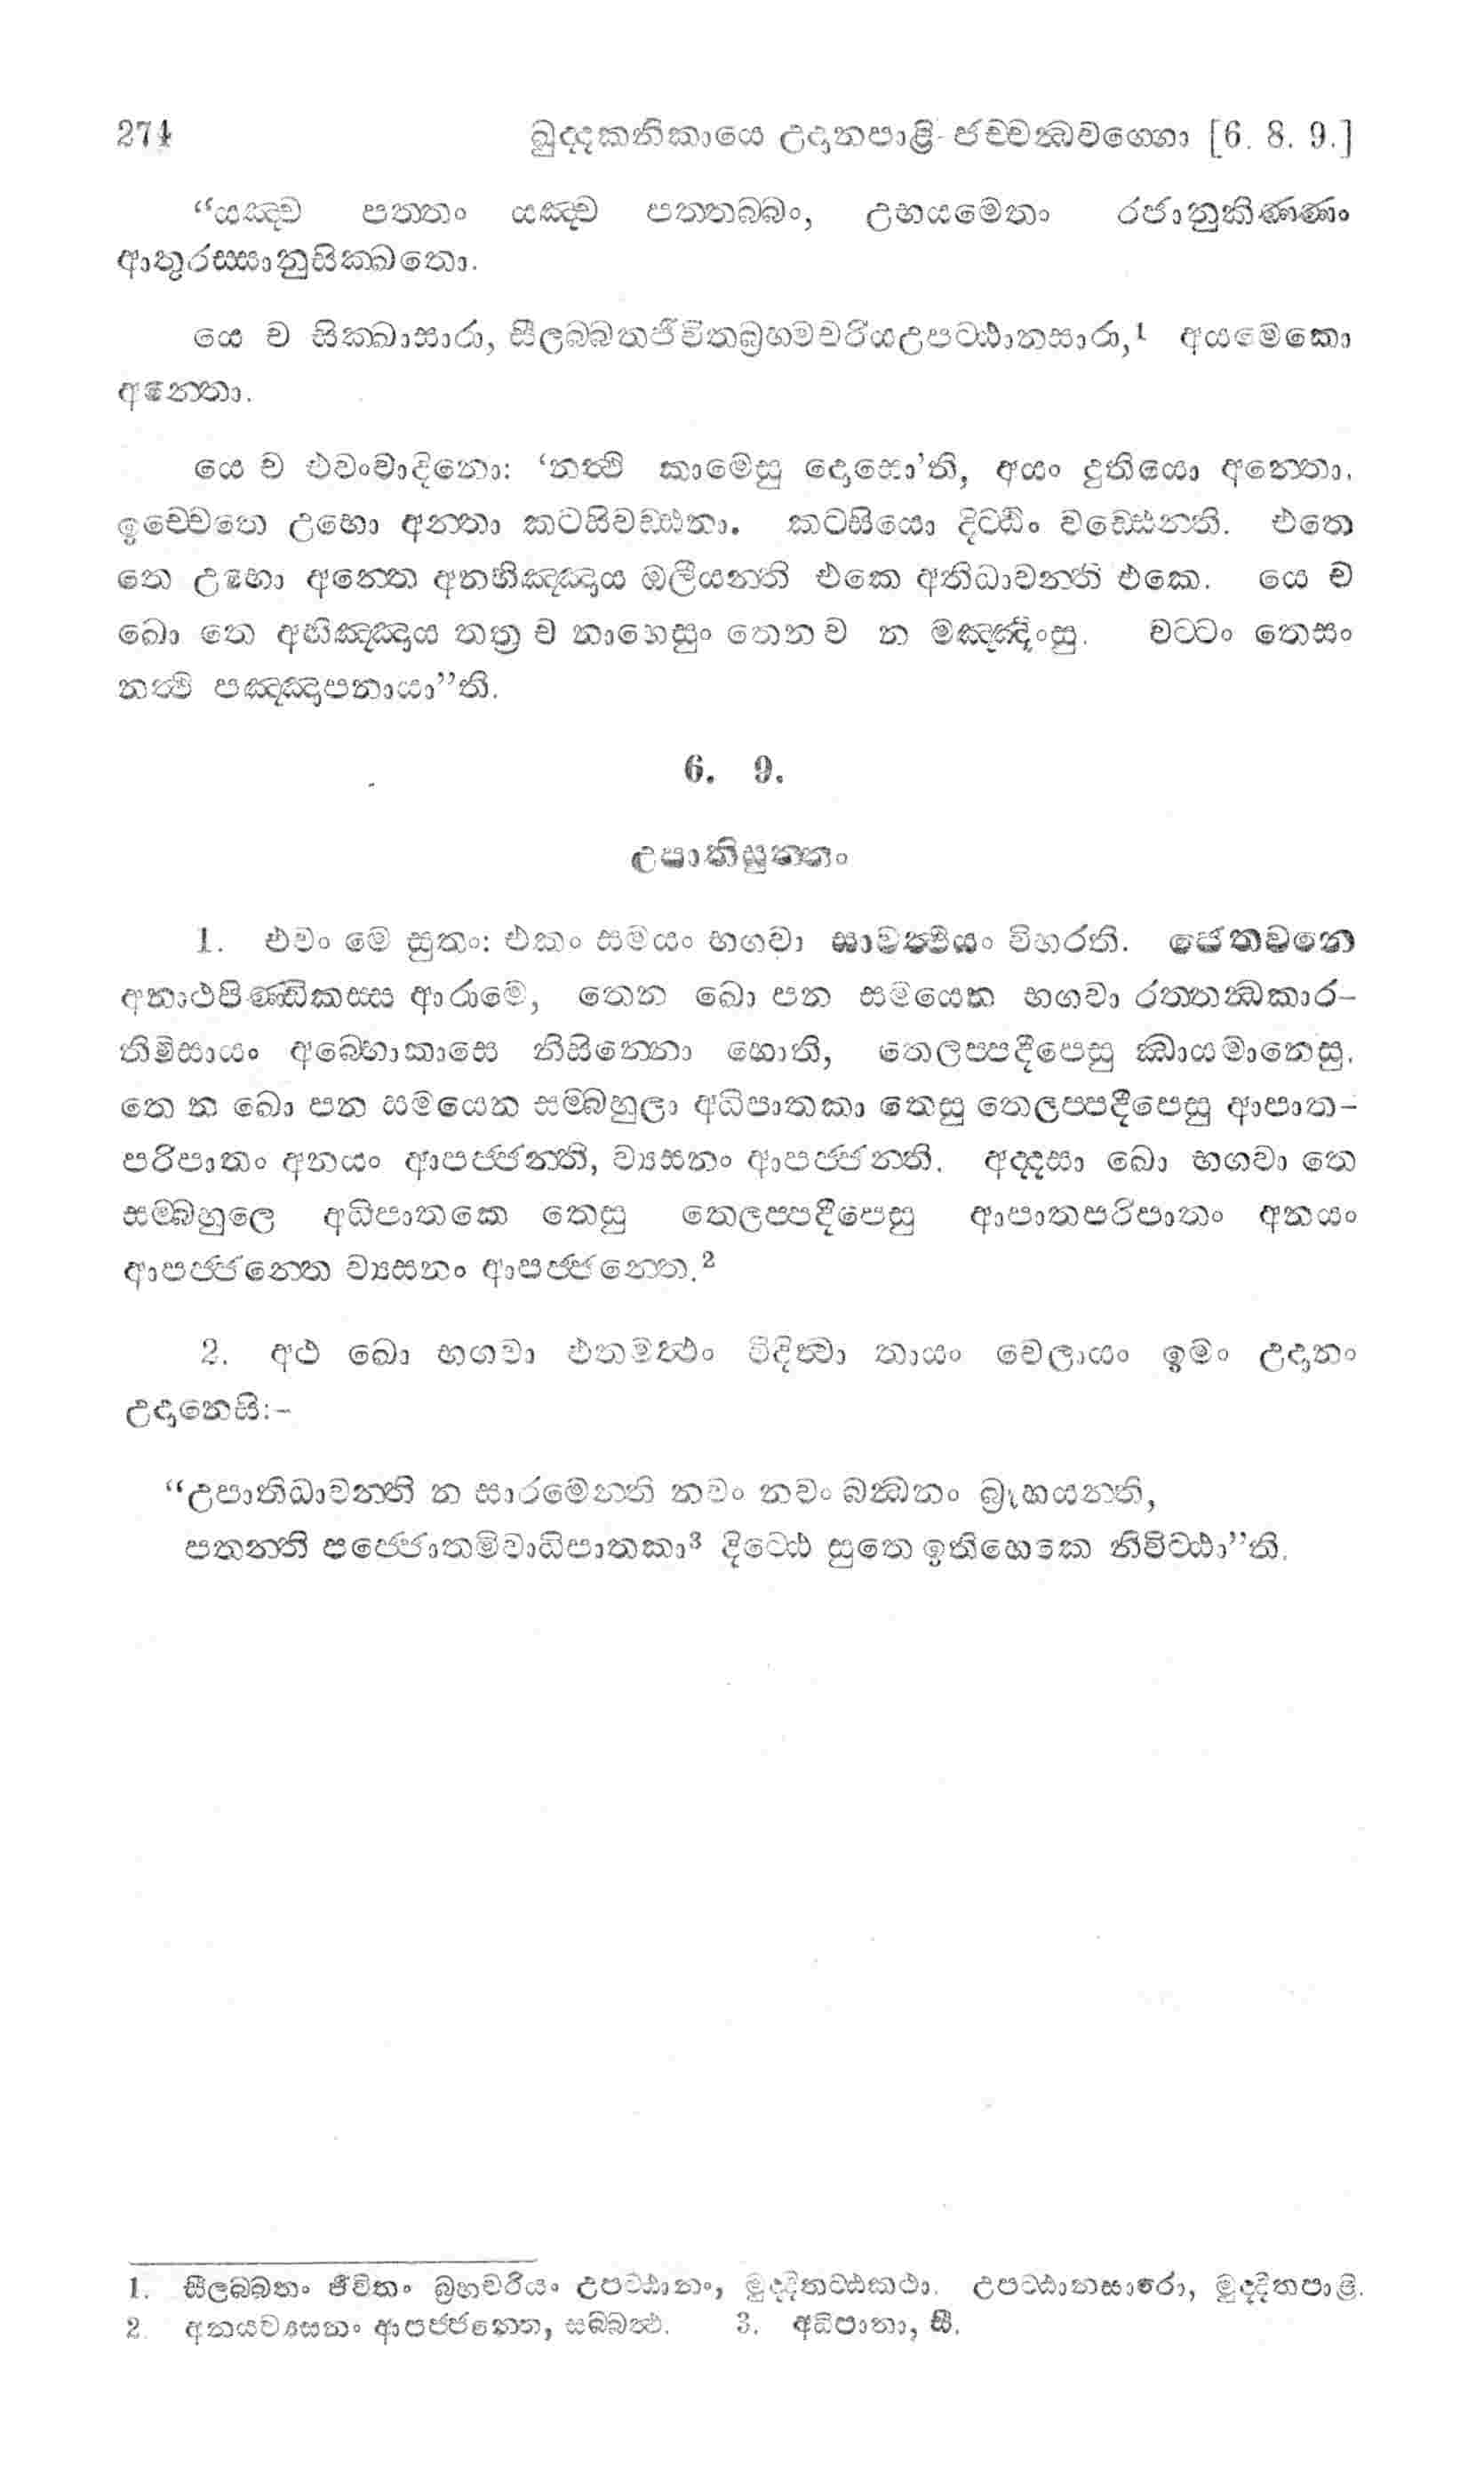 274 ඛුද්දකනිකායෙ උදානපාළි- ජච්චන්ධවග්ගො [6. 8. 9.]
“යඤ්ච පත්තං යඤ්ච පත්තබ්බං, උභයමෙතං රජානුකිණ්ණං
ආතුරස්සානුසික්ඛතො.
යෙ ච සික්ඛාසාරා, සීලබ්බතජීවිතබ්‍රහ්මචරියඋපට්ඨානසාරා,¹ අයමෙකො
අන්තො.
යෙ ච එවංවාදිනො: ‘නත්ථි කාමෙසු දොසො’ති, අයං දුතියො අන්තො.
ඉච්චෙතෙ උභො අන්තා කටසිවඩ්ඪනා. කටසියො දිට්ඨිං වඩ්ඪෙන්ති. එතෙ
තෙ උභො අන්තෙ අනභිඤ්ඤාය ඔලීයන්ති එකෙ අතිධාවන්ති එකෙ. යෙ ච
ඛො තෙ අභිඤ්ඤාය තත්‍ර ච නාහෙසුං තෙන ච න මඤ්ඤිංසු. වට්ටං තෙසං
නත්ථි පඤ්ඤාපනායා”ති.
6. 9.
උපාතිසුත්තං
1. එවං මෙ සුතං: එකං සමයං භගවා සාවත්ථියං විහරති. ජෙතවනෙ
අනාථපිණ්ඩිකස්ස ආරාමෙ, තෙන ඛො පන සමයෙන භගවා රත්තන්ධකාර-
තිමිසායං අබ්භොකාසෙ නිසින්නො හොති, තෙලප්පදීපෙසු ඣායමානෙසු.
තෙ න ඛො පන සමයෙන සම්බහුලා අධිපාතකා තෙසු තෙලප්පදීපෙසු ආපාත-
පරිපාතං අනයං ආපජ්ජන්ති, ව්‍යසනං ආපජ්ජන්ති. අද්දසා ඛො භගවා තෙ
සම්බහුලෙ අධිපාතකෙ තෙසු තෙලප්පදීපෙසු ආපාතපරිපාතං අනයං
ආපජ්ජන්තෙ ව්‍යසනං ආපජ්ජන්තෙ.²
2. අථ ඛො භගවා එතමත්ථං විදිත්වා තායං වෙලායං ඉමං උදානං
උදානෙසි:-
“උපාතිධාවන්ති න සාරමෙන්ති නවං නවං බන්ධනං බ්‍රූහයන්ති,
පතන්ති පජ්ජොතමිවාධිපාතකා³ දිට්ඨෙ සුතෙ ඉතිහෙකෙ නිවිට්ඨා”ති.
1. සීලබ්බතං ජීවිතං බ්‍රහ්මචරියං උපට්ඨානං, මුද්දිතට්ඨකථා. උපට්ඨානසාරො, මුද්දිතපාළි.
2. අනයව්‍යසනං ආපජ්ජන්තෙ, සබ්බත්ථ. 3. අධිපාතා, සී.